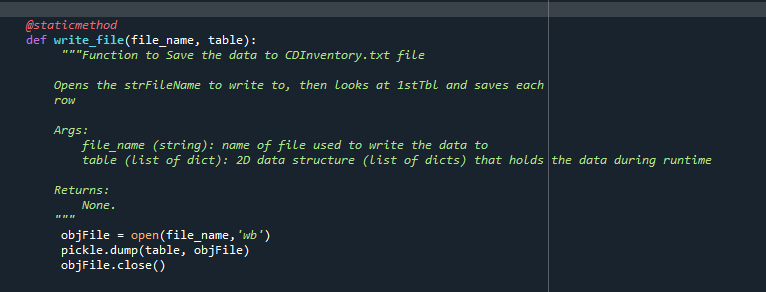 @staticmethod
def write_file(file_name, table):
"""Function to Save the data to CDInventory.txt file
Opens the strFileName to write to, then looks at 1stTbl and saves each
row
Args:
file_name (string): name of file used to write the data to
table (list of dict): 2D data structure (list of dicts) that holds the data during runtime
Returns:
None.
"""
objFile = open(file_name,'wb')
pickle.dump(table, objFile)
objFile.close()